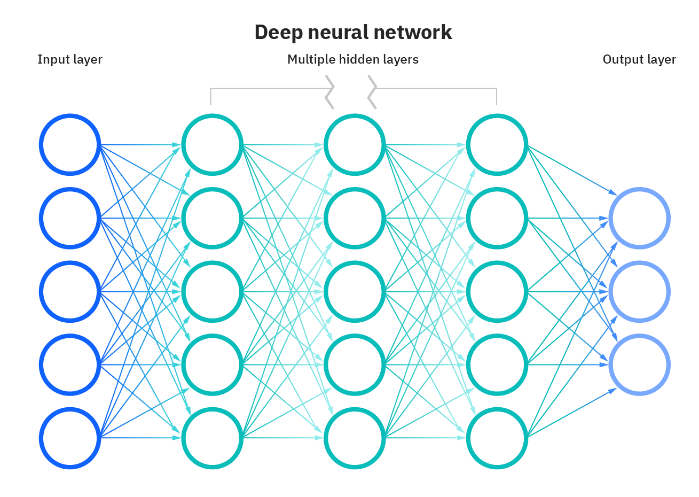 Deep neural network
Input layer
Multiple hidden layers
Output layer